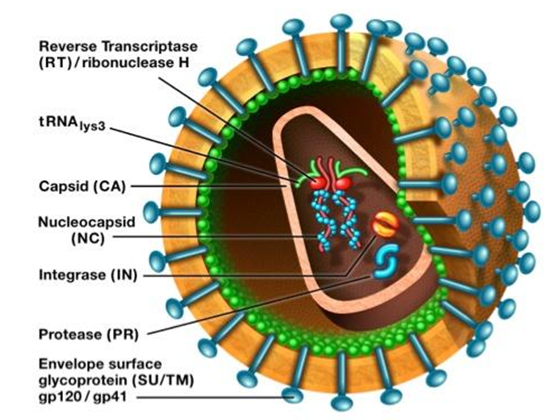 Reverse Transcriptase
(RT)/ribonuclease H
tRNAlys3
Capsid (CA)
Nucleocapsid
(NC)
Integrase (IN)
Protease (PR)
Envelope surface
glycoprotein (SU/TM)
gp120/gp41